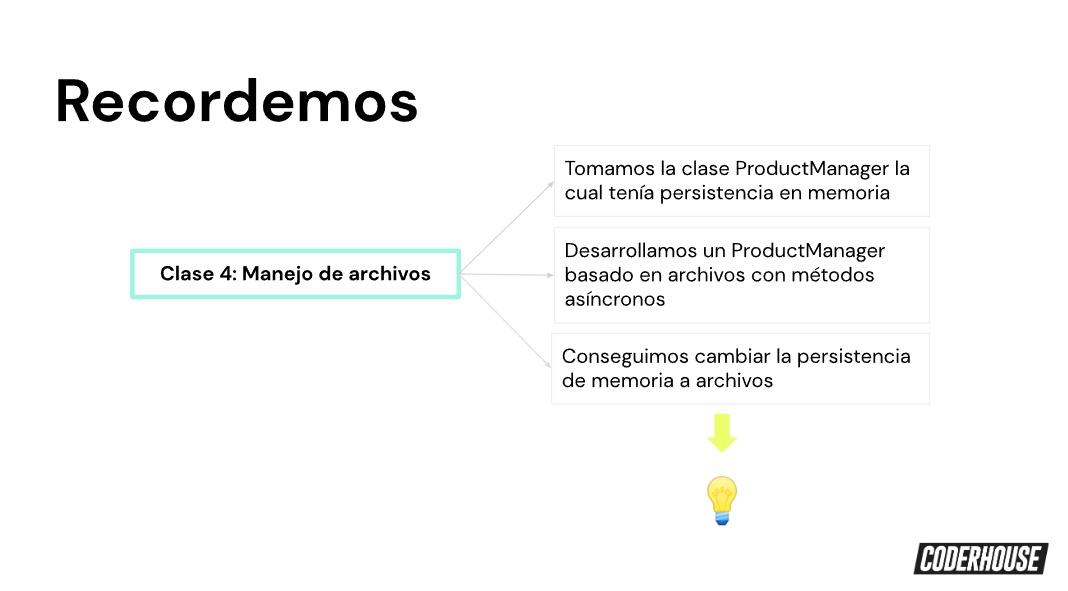 Recordemos
Tomamos la clase ProductManager la
cual tenía persistencia en memoria
Clase 4: Manejo de archivos
Desarrollamos un ProductManager
basado en archivos con métodos
asíncronos
Conseguimos cambiar la persistencia
de memoria a archivos
CODERHOUSE